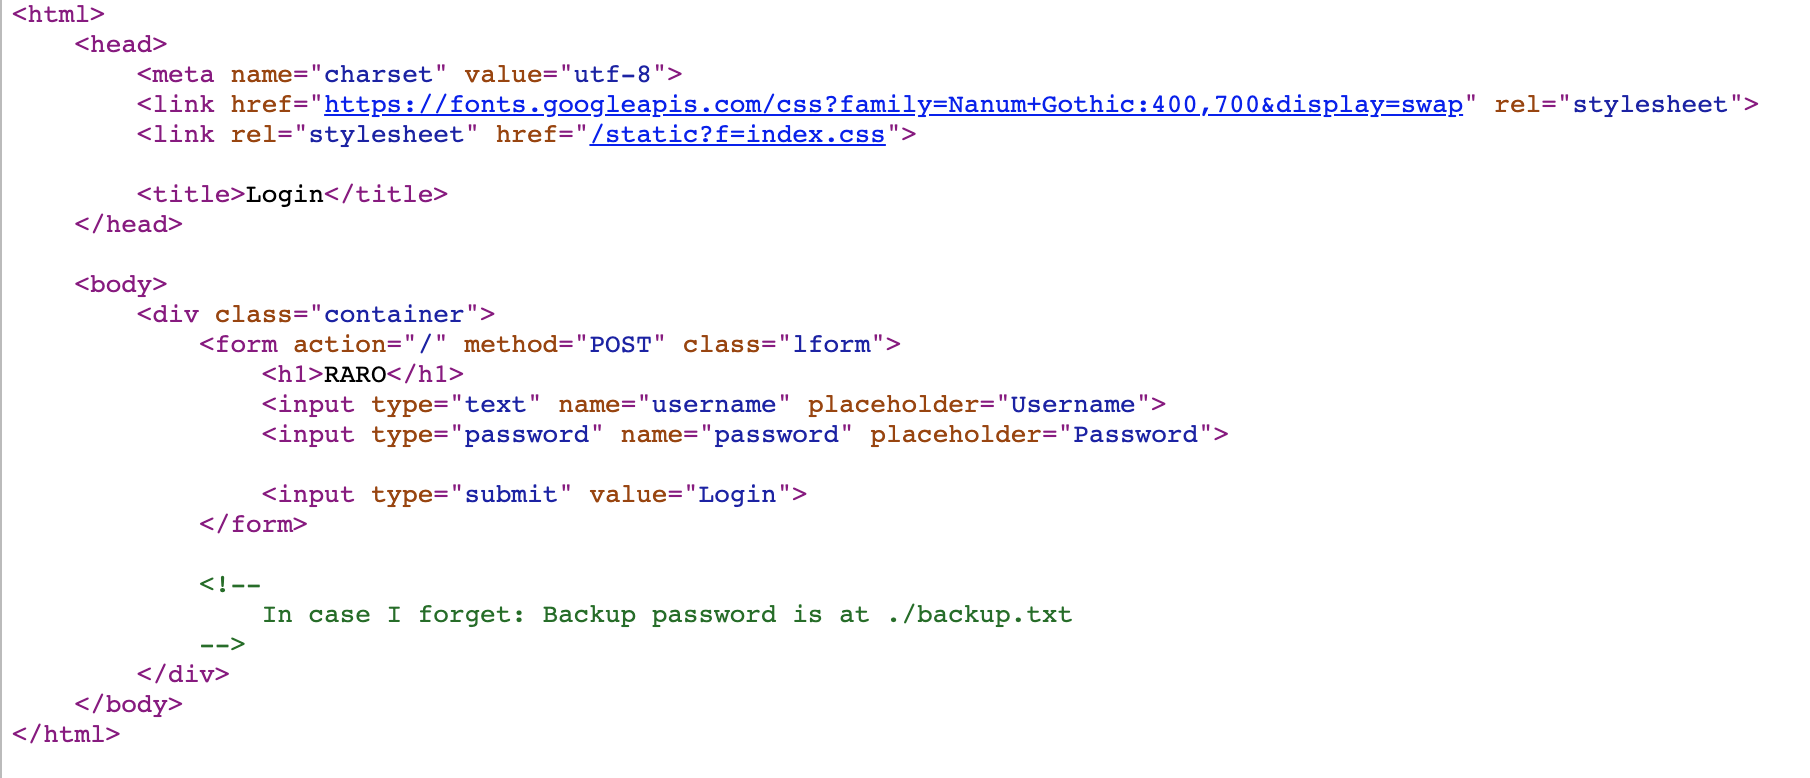 <html>
    <head>
        <meta name="charset" value="utf-8">
        <link href="https://fonts.googleapis.com/css?family=Nanum+Gothic:400,700&display=swap" rel="stylesheet">
        <link rel="stylesheet" href="/static?f=index.css">
        <title>Login</title>
    </head>
    <body>
        <div class="container">
            <form action="/" method="POST" class="lform">
                <h1>RARO</h1>
                <input type="text" name="username" placeholder="Username">
                <input type="password" name="password" placeholder="Password">
                <input type="submit" value="Login">
            </form>
            <!--
                In case I forget: Backup password is at ./backup.txt
            -->
        </div>
    </body>
</html>